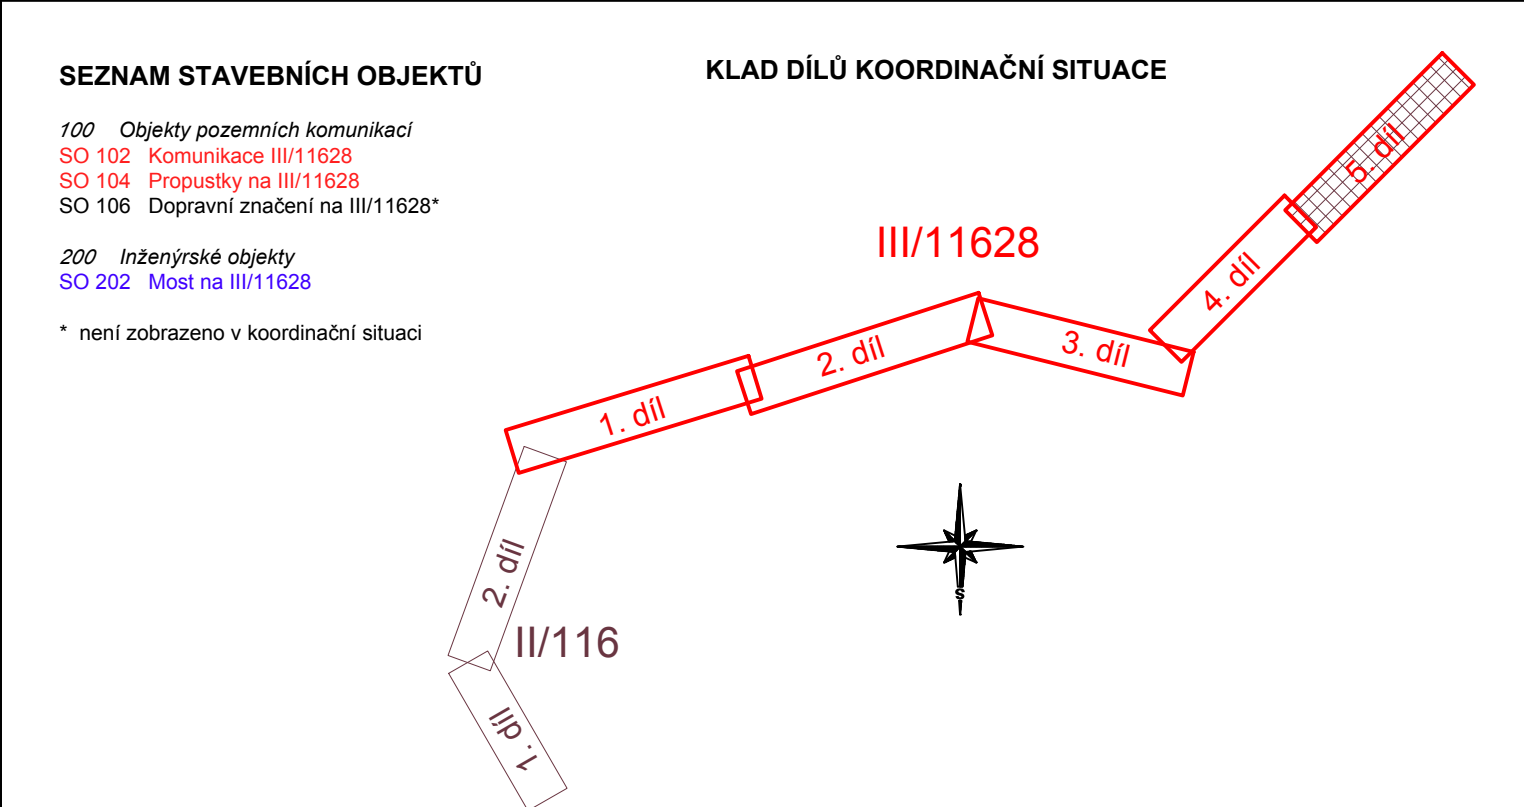 SEZNAM STAVEBNÍCH OBJEKTŮ
100 Objekty pozemních komunikací
SO 102 Komunikace III/11628
SO 104 Propustky na III/11628
SO 106 Dopravní značení na III/11628*
200 Inženýrské objekty
SO 202 Most na III/11628
* není zobrazeno v koordinační situaci
KLAD DÍLŮ KOORDINAČNÍ SITUACE
5. díl
III/11628
4. díl
3. díl
2. díl
1. díl
2. díl
II/116
1. díl
S